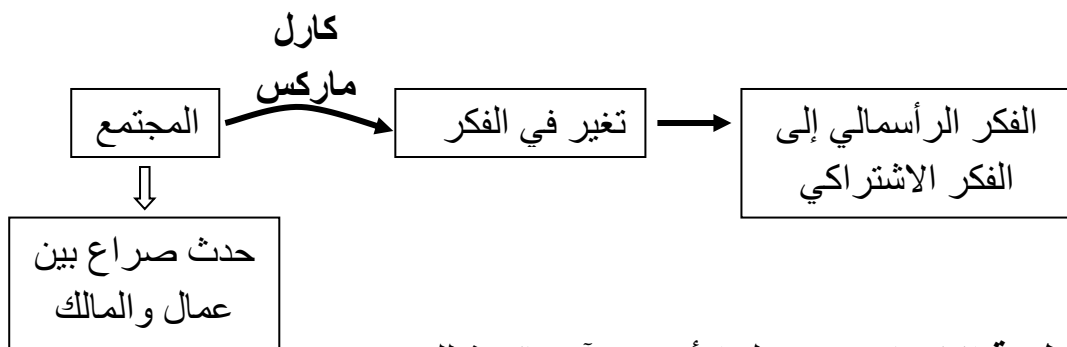 كارل
ماركس
المجتمع
تغير في الفكر
الفكر الرأسمالي إلى
الفكر الاشتراكي
حدث صراع بين
عمال والمالك